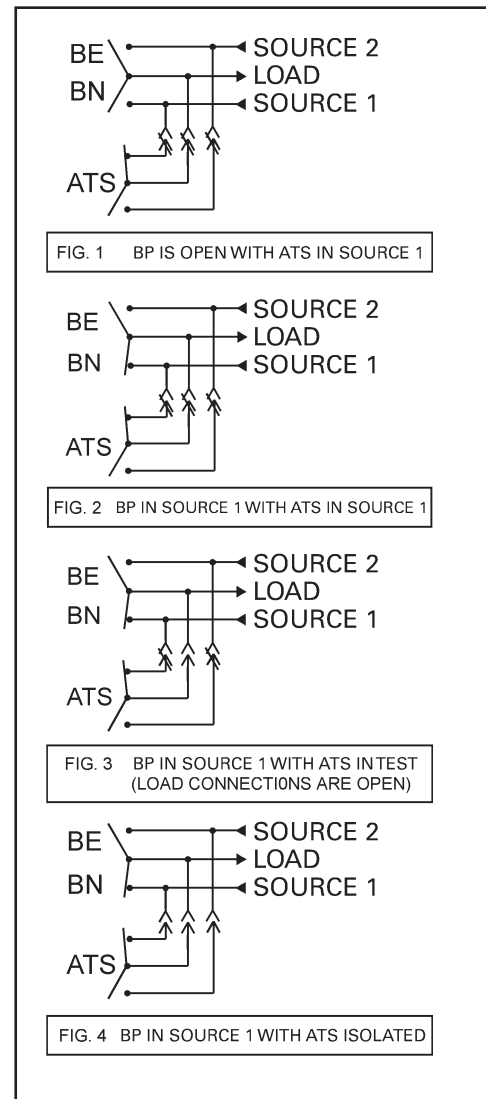 BE
SOURCE 2
LOAD
BN
SOURCE 1
ATS
FIG. 1 BP IS OPEN WITH ATS IN SOURCE 1
SOURCE 2
BE
LOAD
BN
SOURCE 1
ATS
FIG. 2 BP IN SOURCE 1 WITH ATS IN SOURCE 1
SOURCE 2
BE
LOAD
BN
SOURCE 1
ATS
FIG. 3 BP IN SOURCE 1 WITH ATS IN TEST
(LOAD CONNECTIONS ARE OPEN)
SOURCE 2
BE
LOAD
BN
SOURCE 1
ATS
FIG. 4 BP IN SOURCE 1 WITH ATS ISOLATED